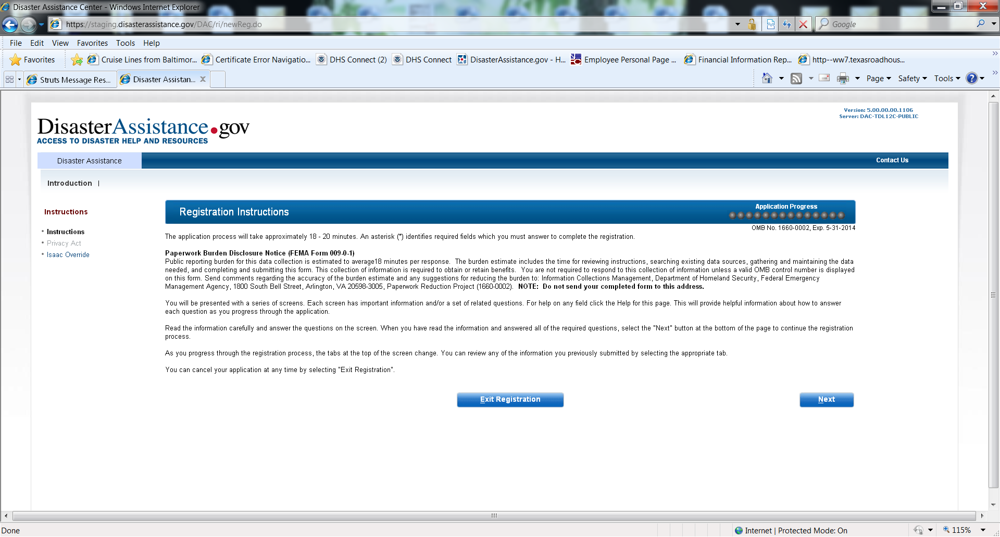 Disaster Assistance Center - Windows Internet Explorer
https://staging.disasterassistance.gov/DAC/ri/newReg.do
Google
File Edit View Favorites Tools Help
Favorites Cruise Lines from Baltimor... Certificate Error Navigatio... DHS Connect (2) DHS Connect DisasterAssistance.gov - H... Employee Personal Page ... Financial Information Rep... http--ww7.texasroadhous...
Struts Message Res... Disaster Assistan... Page Safety Tools
Version: 5.00.00.00.1106
Server: DAC-TDL12C-PUBLIC
DisasterAssistance.gov
ACCESS TO DISASTER HELP AND RESOURCES
Disaster Assistance Contact Us
Introduction |
Instructions
Instructions
Privacy Act
Isaac Override
Registration Instructions
Application Progress
OMB No. 1660-0002, Exp. 5-31-2014
The application process will take approximately 18 - 20 minutes. An asterisk (*) identifies required fields which you must answer to complete the registration.
Paperwork Burden Disclosure Notice (FEMA Form 009-0-1)
Public reporting burden for this data collection is estimated to average18 minutes per response. The burden estimate includes the time for reviewing instructions, searching existing data sources, gathering and maintaining the data
needed, and completing and submitting this form. This collection of information is required to obtain or retain benefits. You are not required to respond to this collection of information unless a valid OMB control number is displayed
on this form. Send comments regarding the accuracy of the burden estimate and any suggestions for reducing the burden to: Information Collections Management, Department of Homeland Security, Federal Emergency
Management Agency, 1800 South Bell Street, Arlington, VA 20598-3005, Paperwork Reduction Project (1660-0002). NOTE: Do not send your completed form to this address.
You will be presented with a series of screens. Each screen has important information and/or a set of related questions. For help on any field click the Help for this page. This will provide helpful information about how to answer
each question as you progress through the application.
Read the information carefully and answer the questions on the screen. When you have read the information and answered all of the required questions, select the "Next" button at the bottom of the page to continue the registration
process.
As you progress through the registration process, the tabs at the top of the screen change. You can review any of the information you previously submitted by selecting the appropriate tab.
You can cancel your application at any time by selecting "Exit Registration".
Exit Registration Next
Done Internet | Protected Mode: On 115%